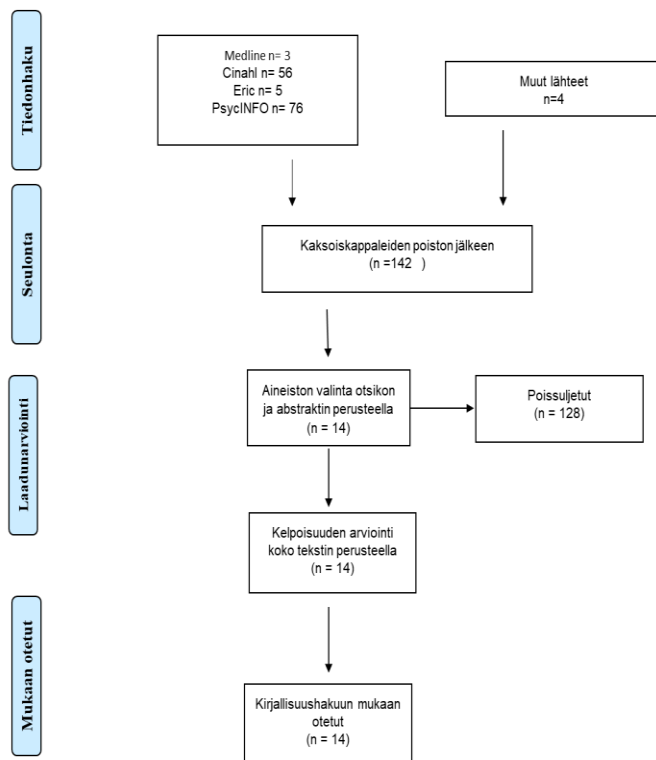 Tiedonhaku
Medline n= 3
Cinahl n= 56
Eric n= 5
PsycINFO n= 76
Muut lähteet
n=4
Seulonta
Kaksoiskappaleiden poiston jälkeen
(n =142 )
Laadunarviointi
Aineiston valinta otsikon
ja abstraktin perusteella
(n = 14)
Poissuljetut
(n = 128)
Kelpoisuuden arviointi
koko tekstin perusteella
(n = 14)
Mukaan otetut
Kirjallisuushakuun mukaan
otetut
(n = 14)